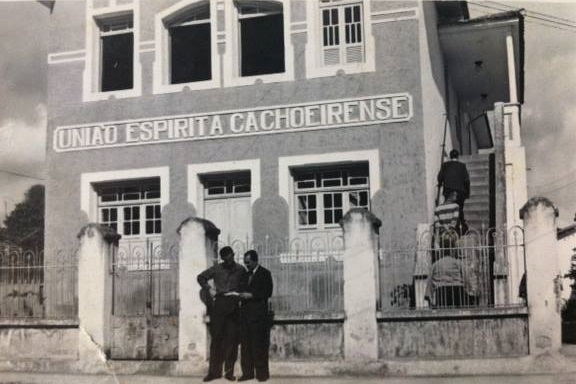 UNIÃO ESPIRITA CACHOEIRENSE